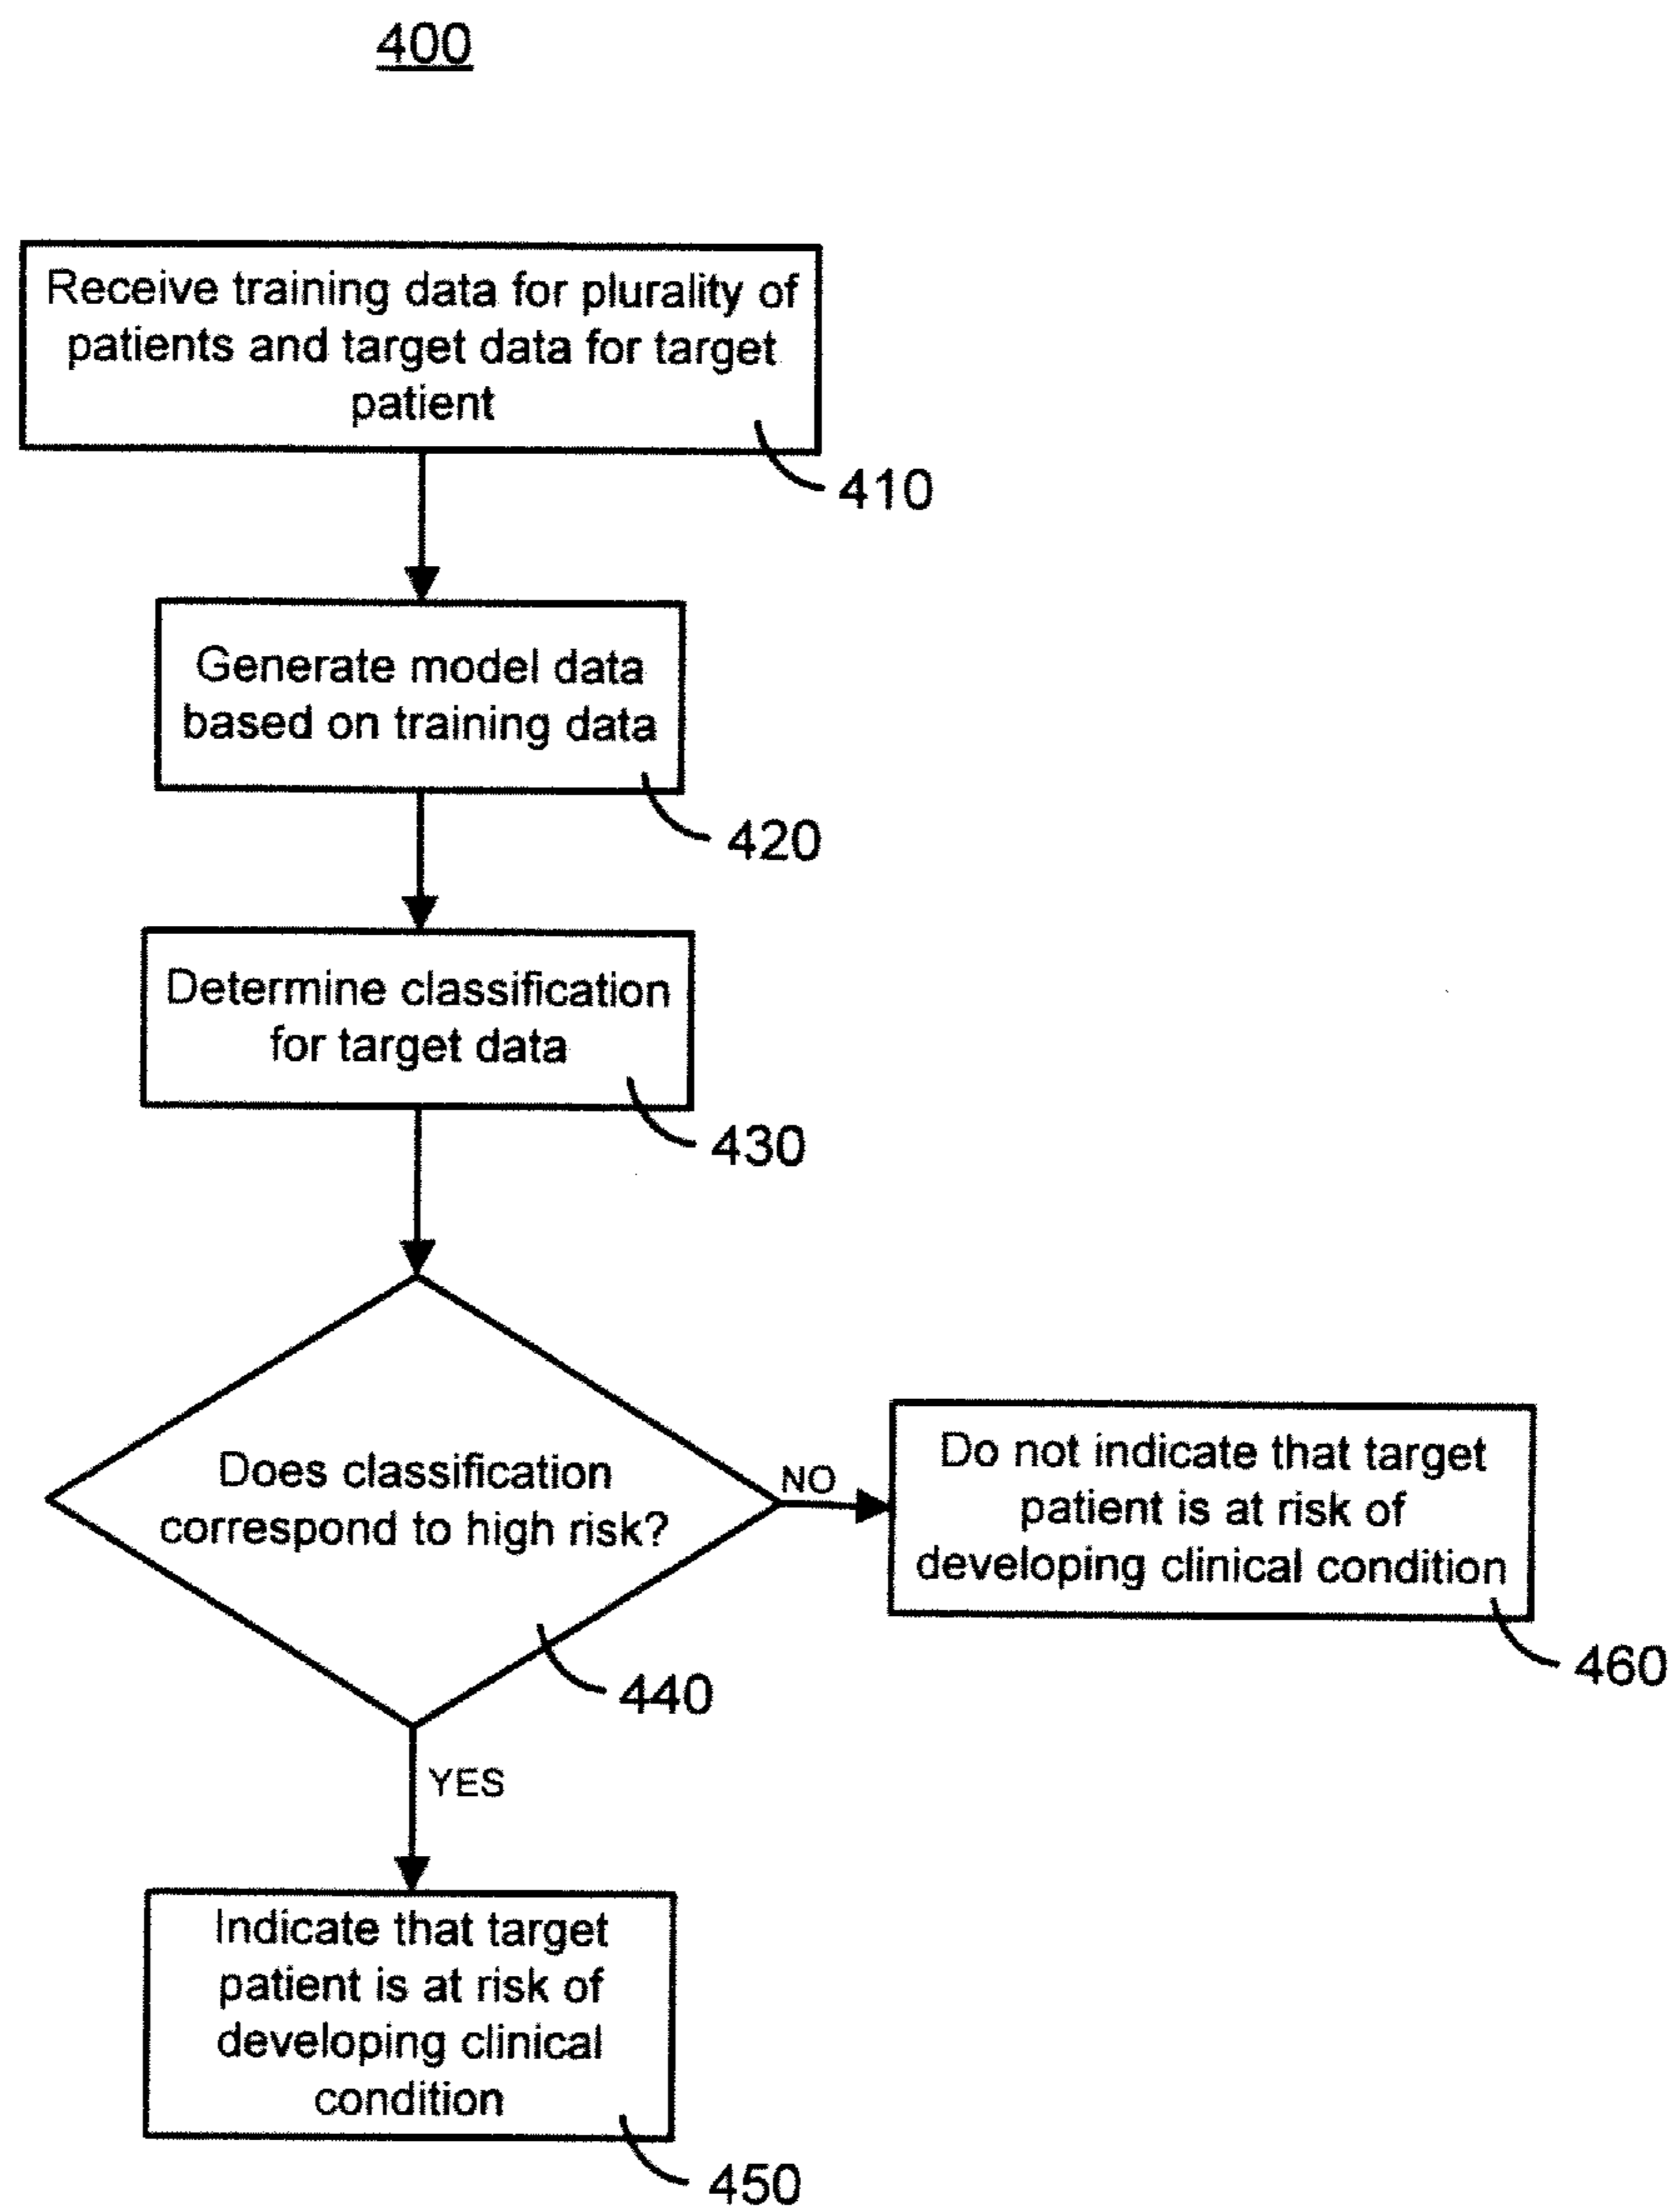 400
Receive training data for plurality of
patients and target data for target
patient
410
Generate model data
based on training data
420
Determine classification
for target data
430
Does classification
correspond to high risk?
440
NO
Do not indicate that target
patient is at risk of
developing clinical condition
460
YES
Indicate that target
patient is at risk of
developing clinical
condition
450